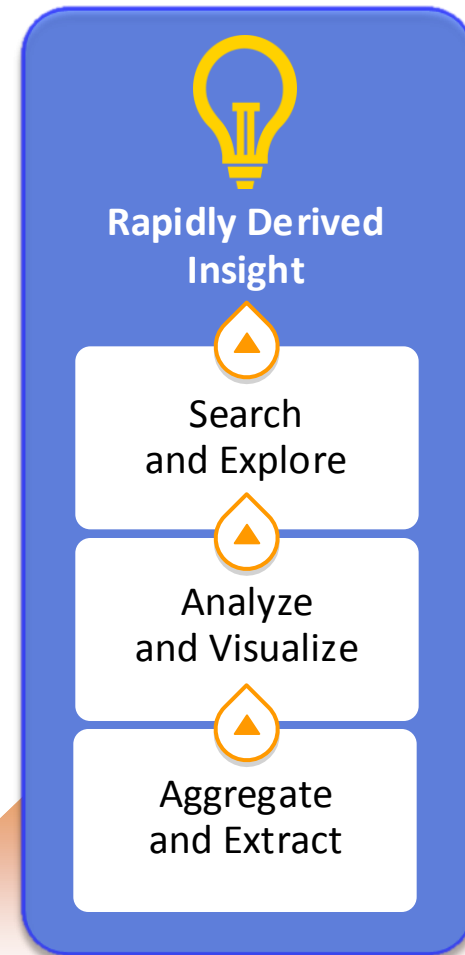 Rapidly Derived
Insight
Search
and Explore
Analyze
and Visualize
Aggregate
and Extract